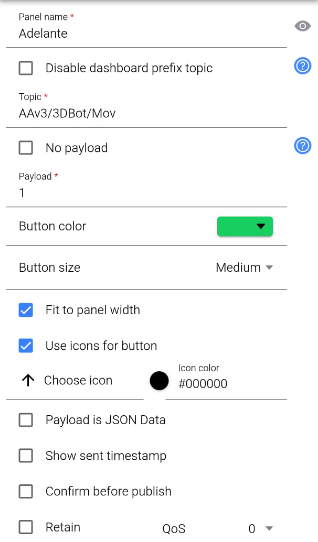 Panel name *
Adelante
Disable dashboard prefix topic
Topic *
AAv3/3DBot/Mov
No payload
Payload *
1
Button color
Button size Medium
Fit to panel width
Use icons for button
Choose icon
Icon color
#000000
Payload is JSON Data
Show sent timestamp
Confirm before publish
Retain QoS 0